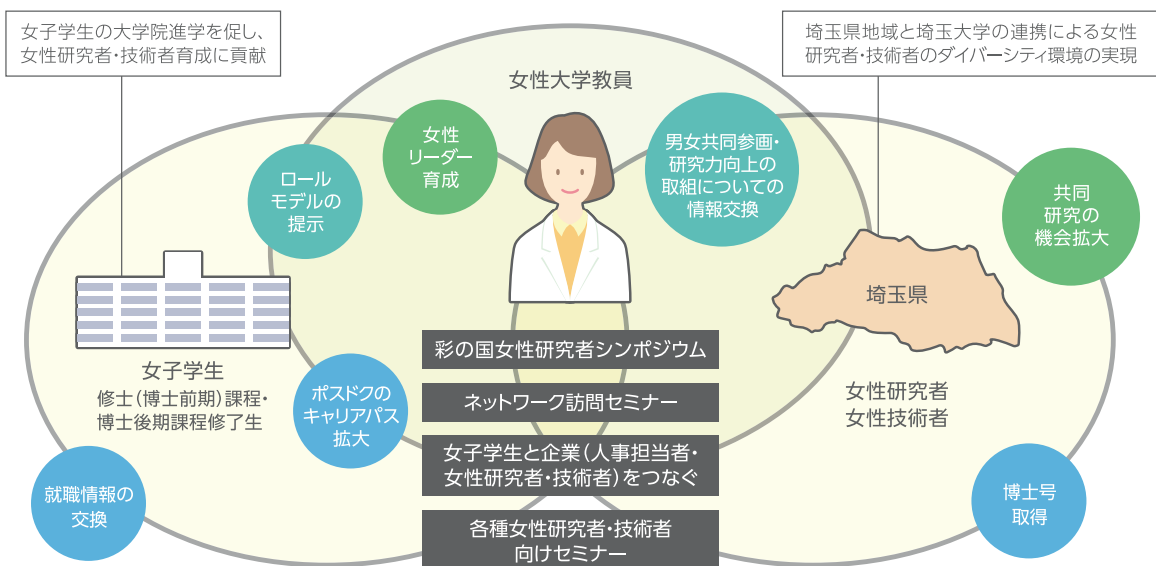 女子学生の大学院進学を促し、
女性研究者・技術者育成に貢献
埼玉県地域と埼玉大学の連携による女性
研究者・技術者のダイバーシティ環境の実現
女性大学教員
女性
リーダー
育成
男女共同参画・
研究力向上の
取組についての
情報交換
ロール
モデルの
提示
共同
研究の
機会拡大
埼玉県
彩の国女性研究者シンポジウム
ネットワーク訪問セミナー
女子学生と企業（人事担当者・
女性研究者・技術者）をつなぐ
各種女性研究者・技術者
向けセミナー
女子学生
修士（博士前期）課程・
博士後期課程修了生
ポスドクの
キャリアパス
拡大
女性研究者
女性技術者
就職情報の
交換
博士号
取得